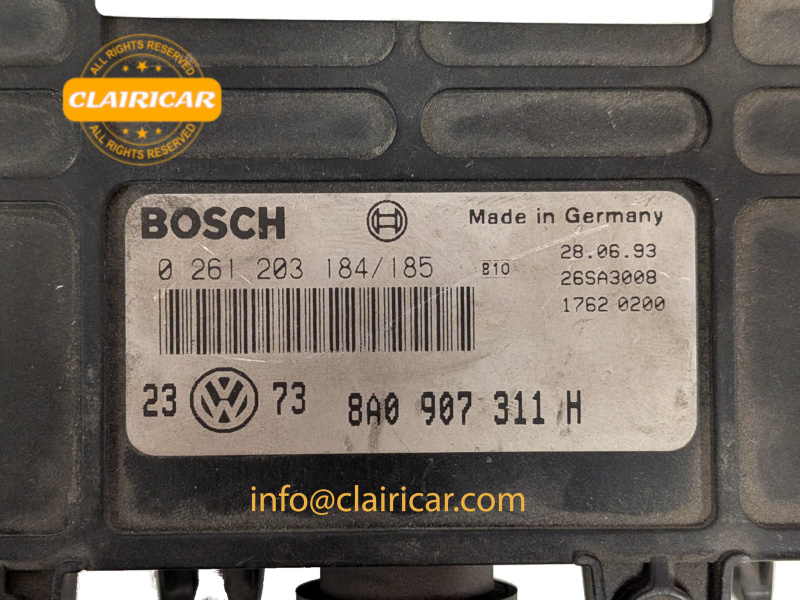 ALL RIGHTS RESERVED
CLAIRICAR
ALL RIGHTS RESERVED
BOSCH
Made in Germany
0 261 203 184/185
810
28.06.93
26SA3008
1762 0200
23 VW 73 8A0 907 311 H
info@clairicar.com